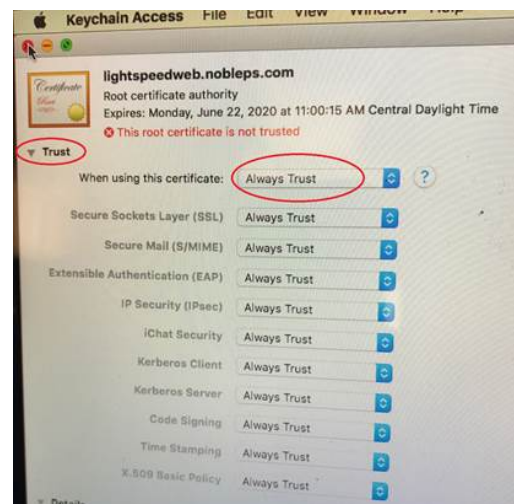 Keychain Access File Edit View Window Help
Certificate
Root
lightspeedweb.nobleps.com
Root certificate authority
Expires: Monday, June 22, 2020 at 11:00:15 AM Central Daylight Time
This root certificate is not trusted
Trust
When using this certificate: Always Trust ?
Secure Sockets Layer (SSL) Always Trust
Secure Mail (S/MIME) Always Trust
Extensible Authentication (EAP) Always Trust
IP Security (IPsec) Always Trust
iChat Security Always Trust
Kerberos Client Always Trust
Kerberos Server Always Trust
Code Signing Always Trust
Time Stamping Always Trust
X.509 Basic Policy Always Trust
Details